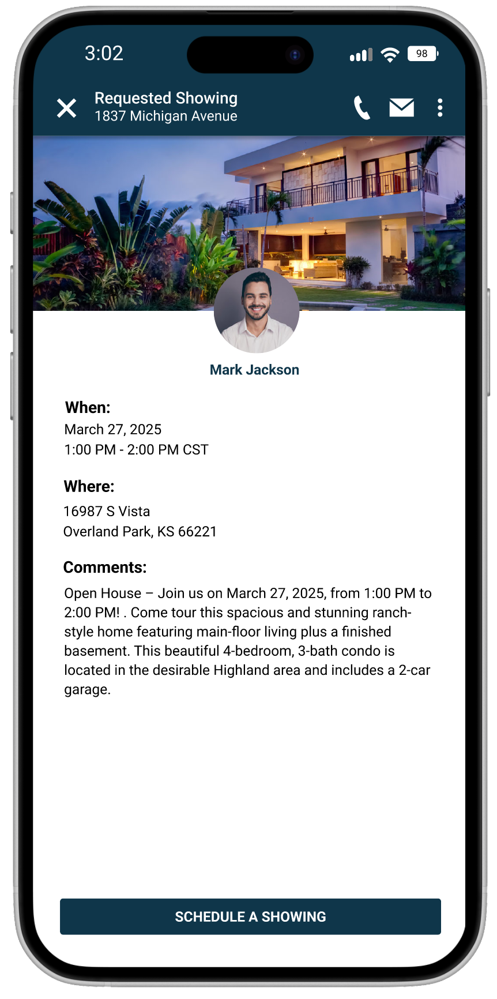 3:02
98
Requested Showing
1837 Michigan Avenue
Mark Jackson
When:
March 27, 2025
1:00 PM - 2:00 PM CST
Where:
16987 S Vista
Overland Park, KS 66221
Comments:
Open House – Join us on March 27, 2025, from 1:00 PM to
2:00 PM! . Come tour this spacious and stunning ranch-
style home featuring main-floor living plus a finished
basement. This beautiful 4-bedroom, 3-bath condo is
located in the desirable Highland area and includes a 2-car
garage.
SCHEDULE A SHOWING